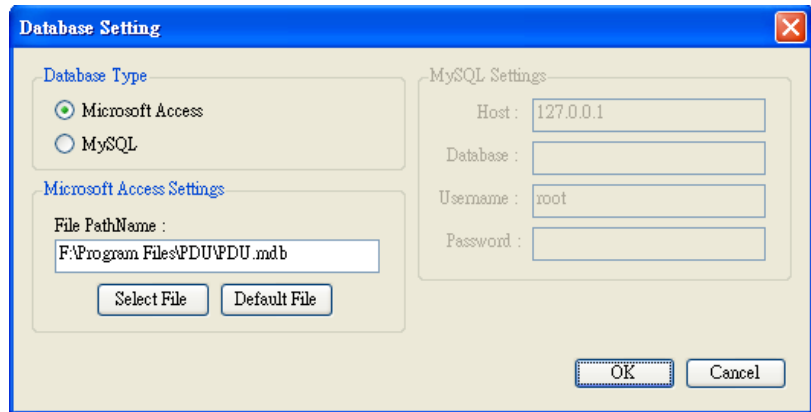 Database Setting
Database Type
Microsoft Access
MySQL
Microsoft Access Settings
File PathName :
F:\Program Files\PDU\PDU.mdb
Select File
Default File
MySQL Settings
Host : 127.0.0.1
Database :
Username : root
Password :
OK
Cancel